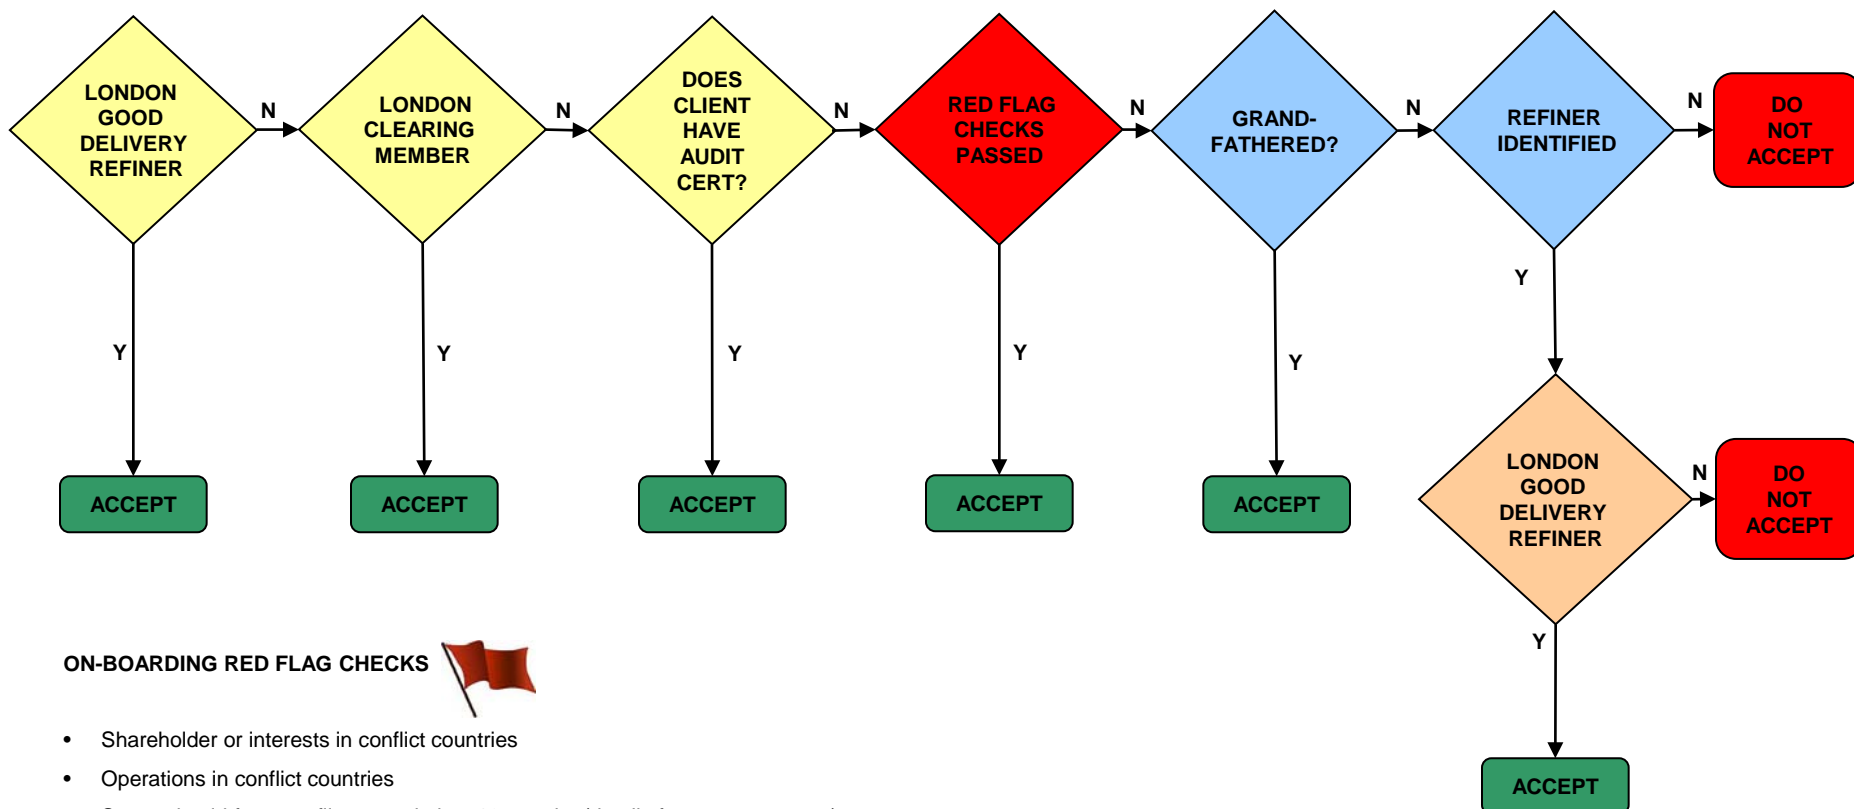 LONDON
GOOD
DELIVERY
REFINER
N
LONDON
CLEARING
MEMBER
N
DOES
CLIENT
HAVE
AUDIT
CERT?
N
RED FLAG
CHECKS
PASSED
N
GRAND-
FATHERED?
N
REFINER
IDENTIFIED
N
DO
NOT
ACCEPT
Y
Y
Y
Y
Y
Y
ACCEPT
ACCEPT
ACCEPT
ACCEPT
ACCEPT
LONDON
GOOD
DELIVERY
REFINER
N
DO
NOT
ACCEPT
Y
ACCEPT
ON-BOARDING RED FLAG CHECKS
• Shareholder or interests in conflict countries
• Operations in conflict countries